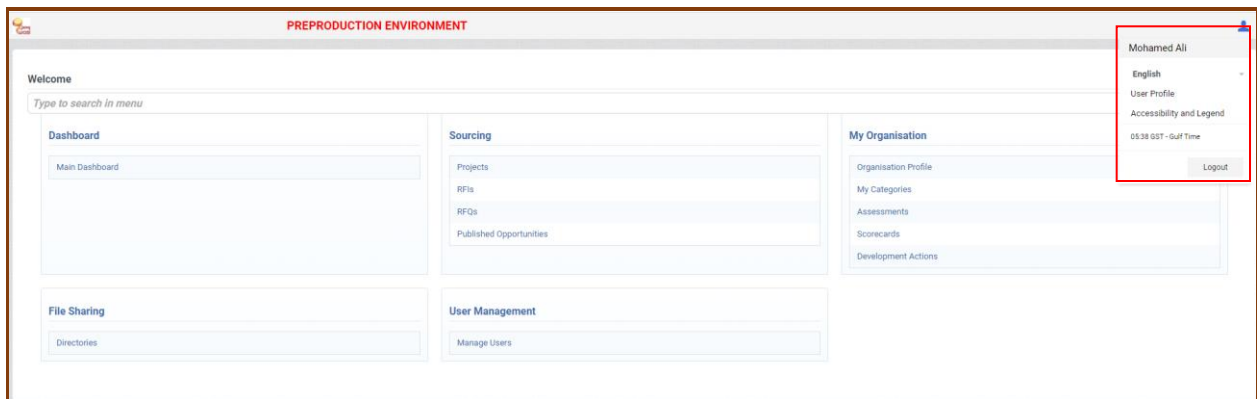 PREPRODUCTION ENVIRONMENT
Mohamed Ali
English
User Profile
Accessibility and Legend
05:38 GST - Gulf Time
Logout
Welcome
Type to search in menu
Dashboard
Main Dashboard
Sourcing
Projects
RFIs
RFQs
Published Opportunities
My Organisation
Organisation Profile
My Categories
Assessments
Scorecards
Development Actions
File Sharing
Directories
User Management
Manage Users